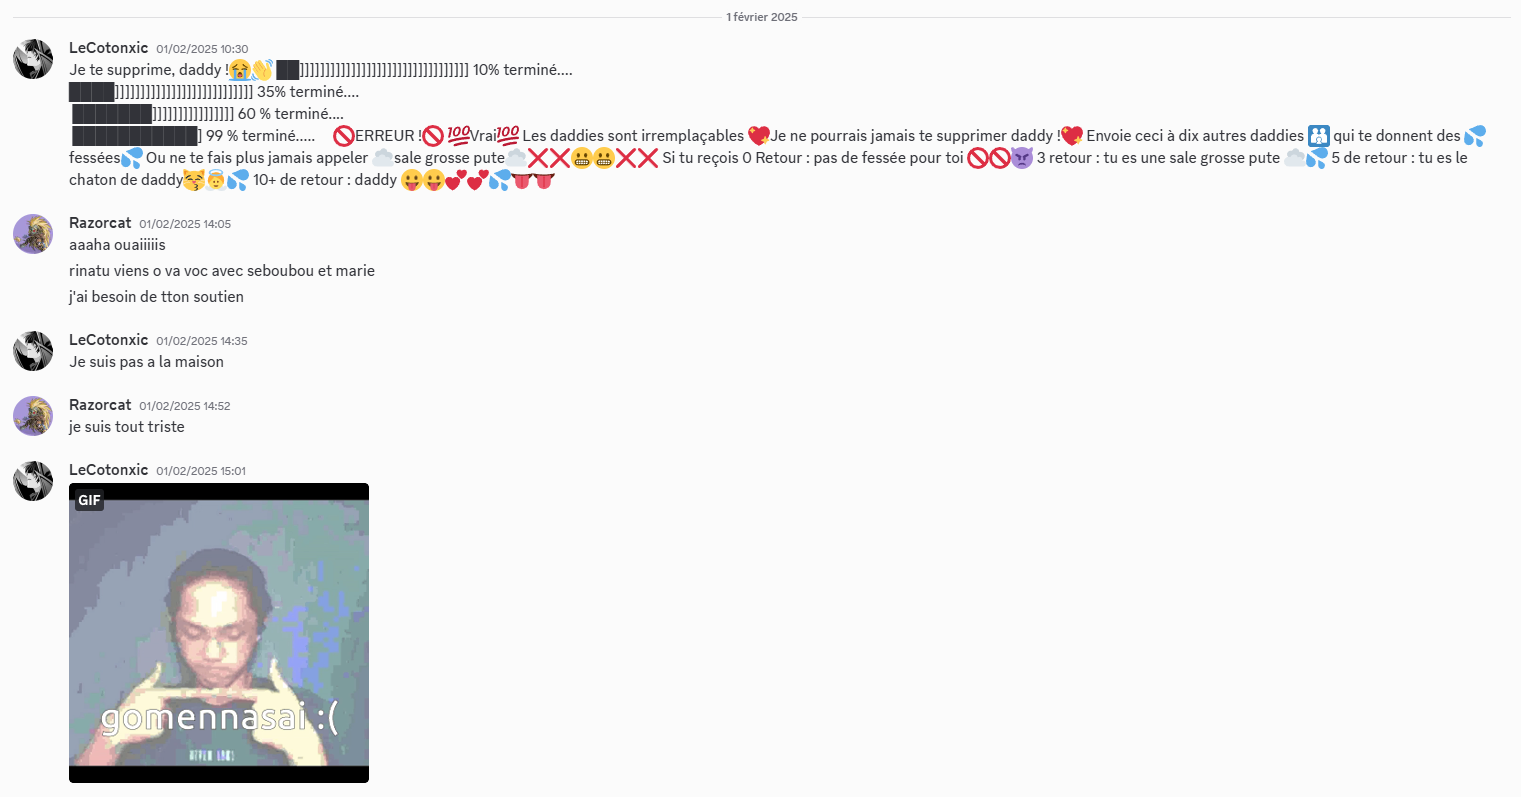 1 février 2025
LeCotonxic 01/02/2025 10:30
Je te supprime, daddy !😭👋 ██]]]]]]]]]]]]]]]]]]]]]]]]]]]]]]]] 10% terminé....
████]]]]]]]]]]]]]]]]]]]]]]]]]]] 35% terminé....
███████]]]]]]]]]]]]]]]] 60 % terminé....
███████████] 99 % terminé..... 🚫ERREUR !🚫 💯Vrai💯 Les daddies sont irremplaçables 💖Je ne pourrais jamais te supprimer daddy !💖 Envoie ceci à dix autres daddies 👬 qui te donnent des 💦
fessées💦 Ou ne te fais plus jamais appeler ☁️sale grosse pute☁️❌❌😬😬❌❌ Si tu reçois 0 Retour : pas de fessée pour toi 🚫🚫👿 3 retour : tu es une sale grosse pute ☁️💦 5 de retour : tu es le
chaton de daddy😽👼💦 10+ de retour : daddy 😛😛💕💕💦👅👅
Razorcat 01/02/2025 14:05
aaaha ouaiiiiis
rinatu viens o va voc avec seboubou et marie
j'ai besoin de tton soutien
LeCotonxic 01/02/2025 14:35
Je suis pas a la maison
Razorcat 01/02/2025 14:52
je suis tout triste
LeCotonxic 01/02/2025 15:01
GIF
gomennasai :(